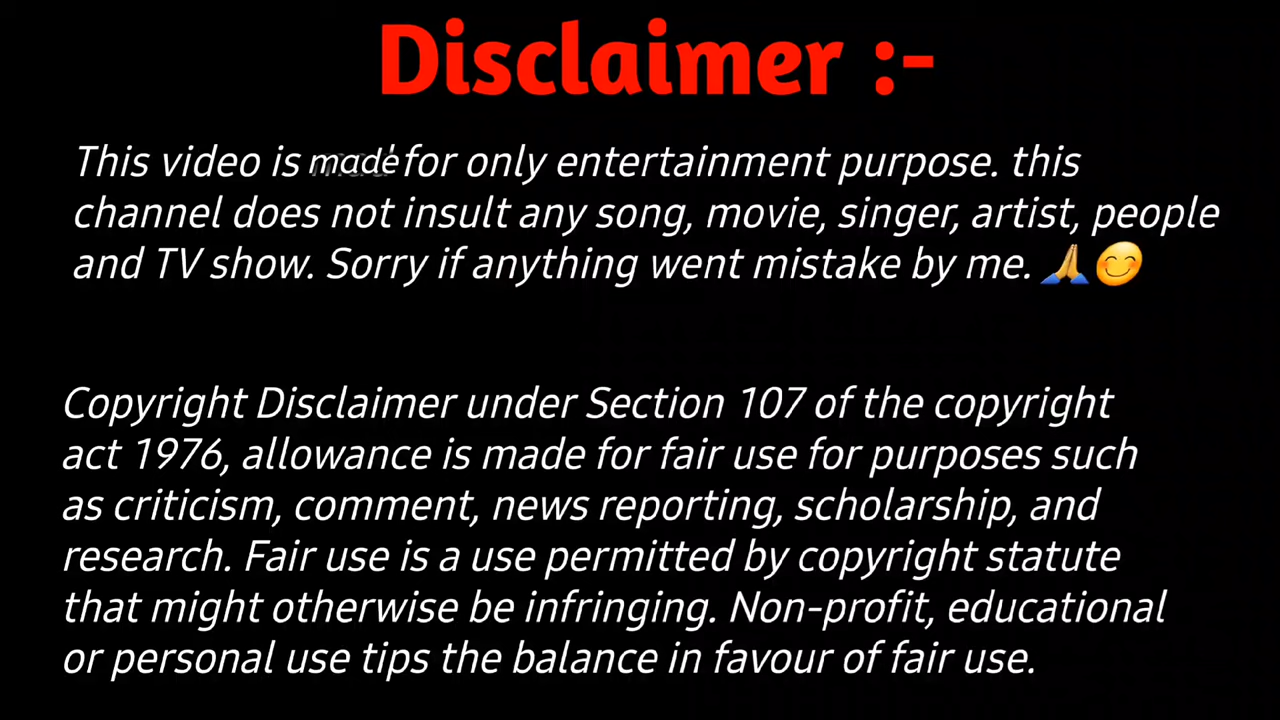 Disclaimer :-
This video is made for only entertainment purpose. this
channel does not insult any song, movie, singer, artist, people
and TV show. Sorry if anything went mistake by me. 🙏😊
Copyright Disclaimer under Section 107 of the copyright
act 1976, allowance is made for fair use for purposes such
as criticism, comment, news reporting, scholarship, and
research. Fair use is a use permitted by copyright statute
that might otherwise be infringing. Non-profit, educational
or personal use tips the balance in favour of fair use.